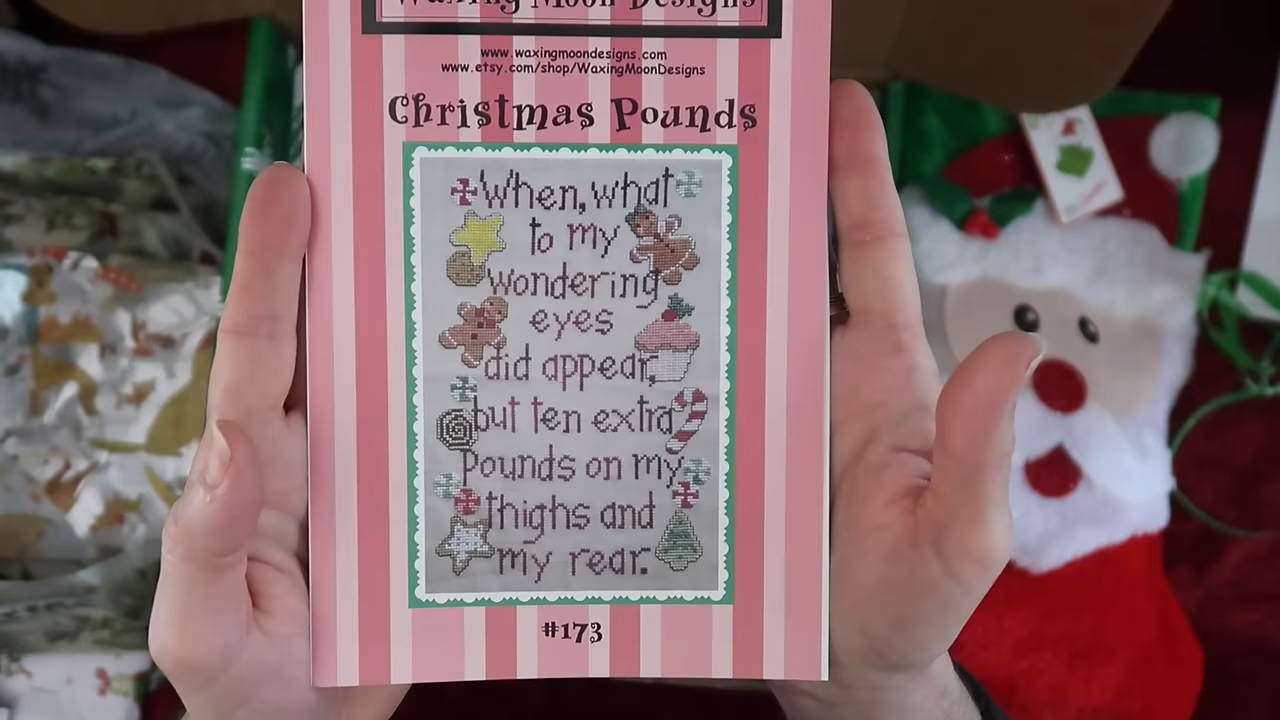 Waxing Moon Designs
www.waxingmoondesigns.com
www.etsy.com/shop/WaxingMoonDesigns
Christmas Pounds
When, what
to my
wondering
eyes
did appear,
but ten extra
pounds on my
thighs and
my rear.
#173